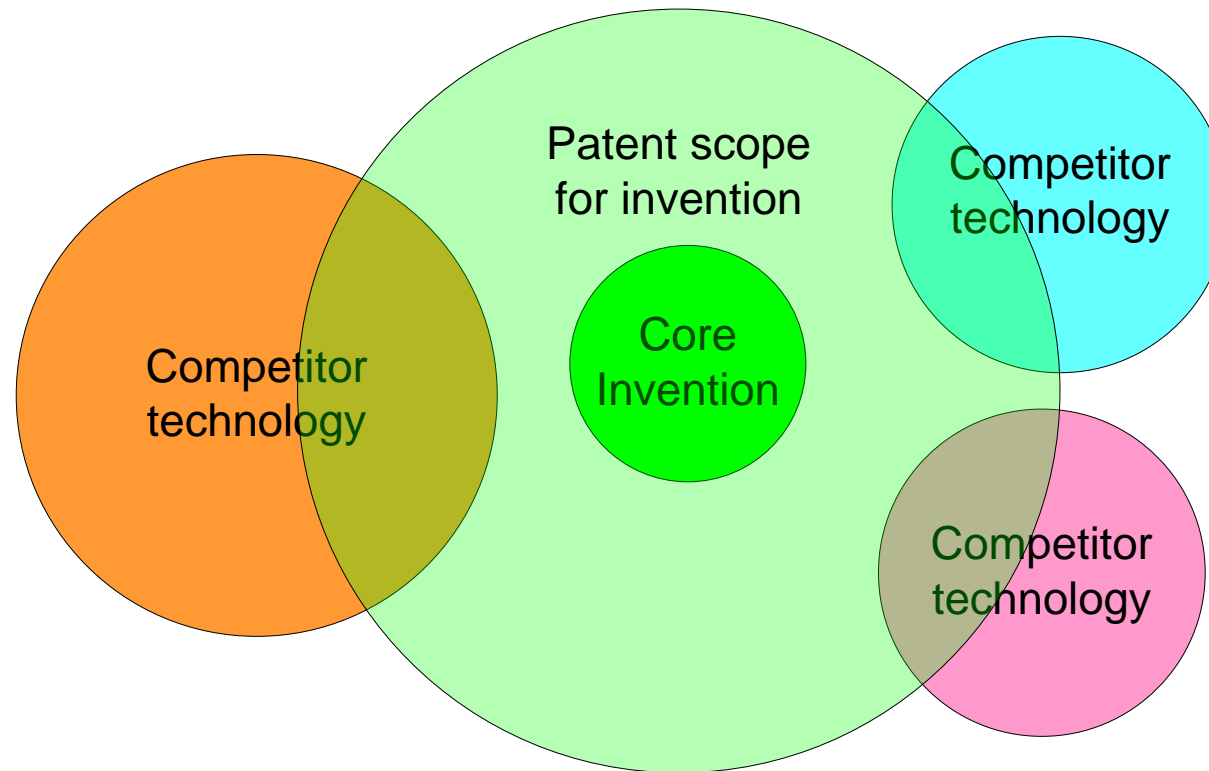 Patent scope
for invention
Competitor
technology
Core
Invention
Competitor
technology
Competitor
technology